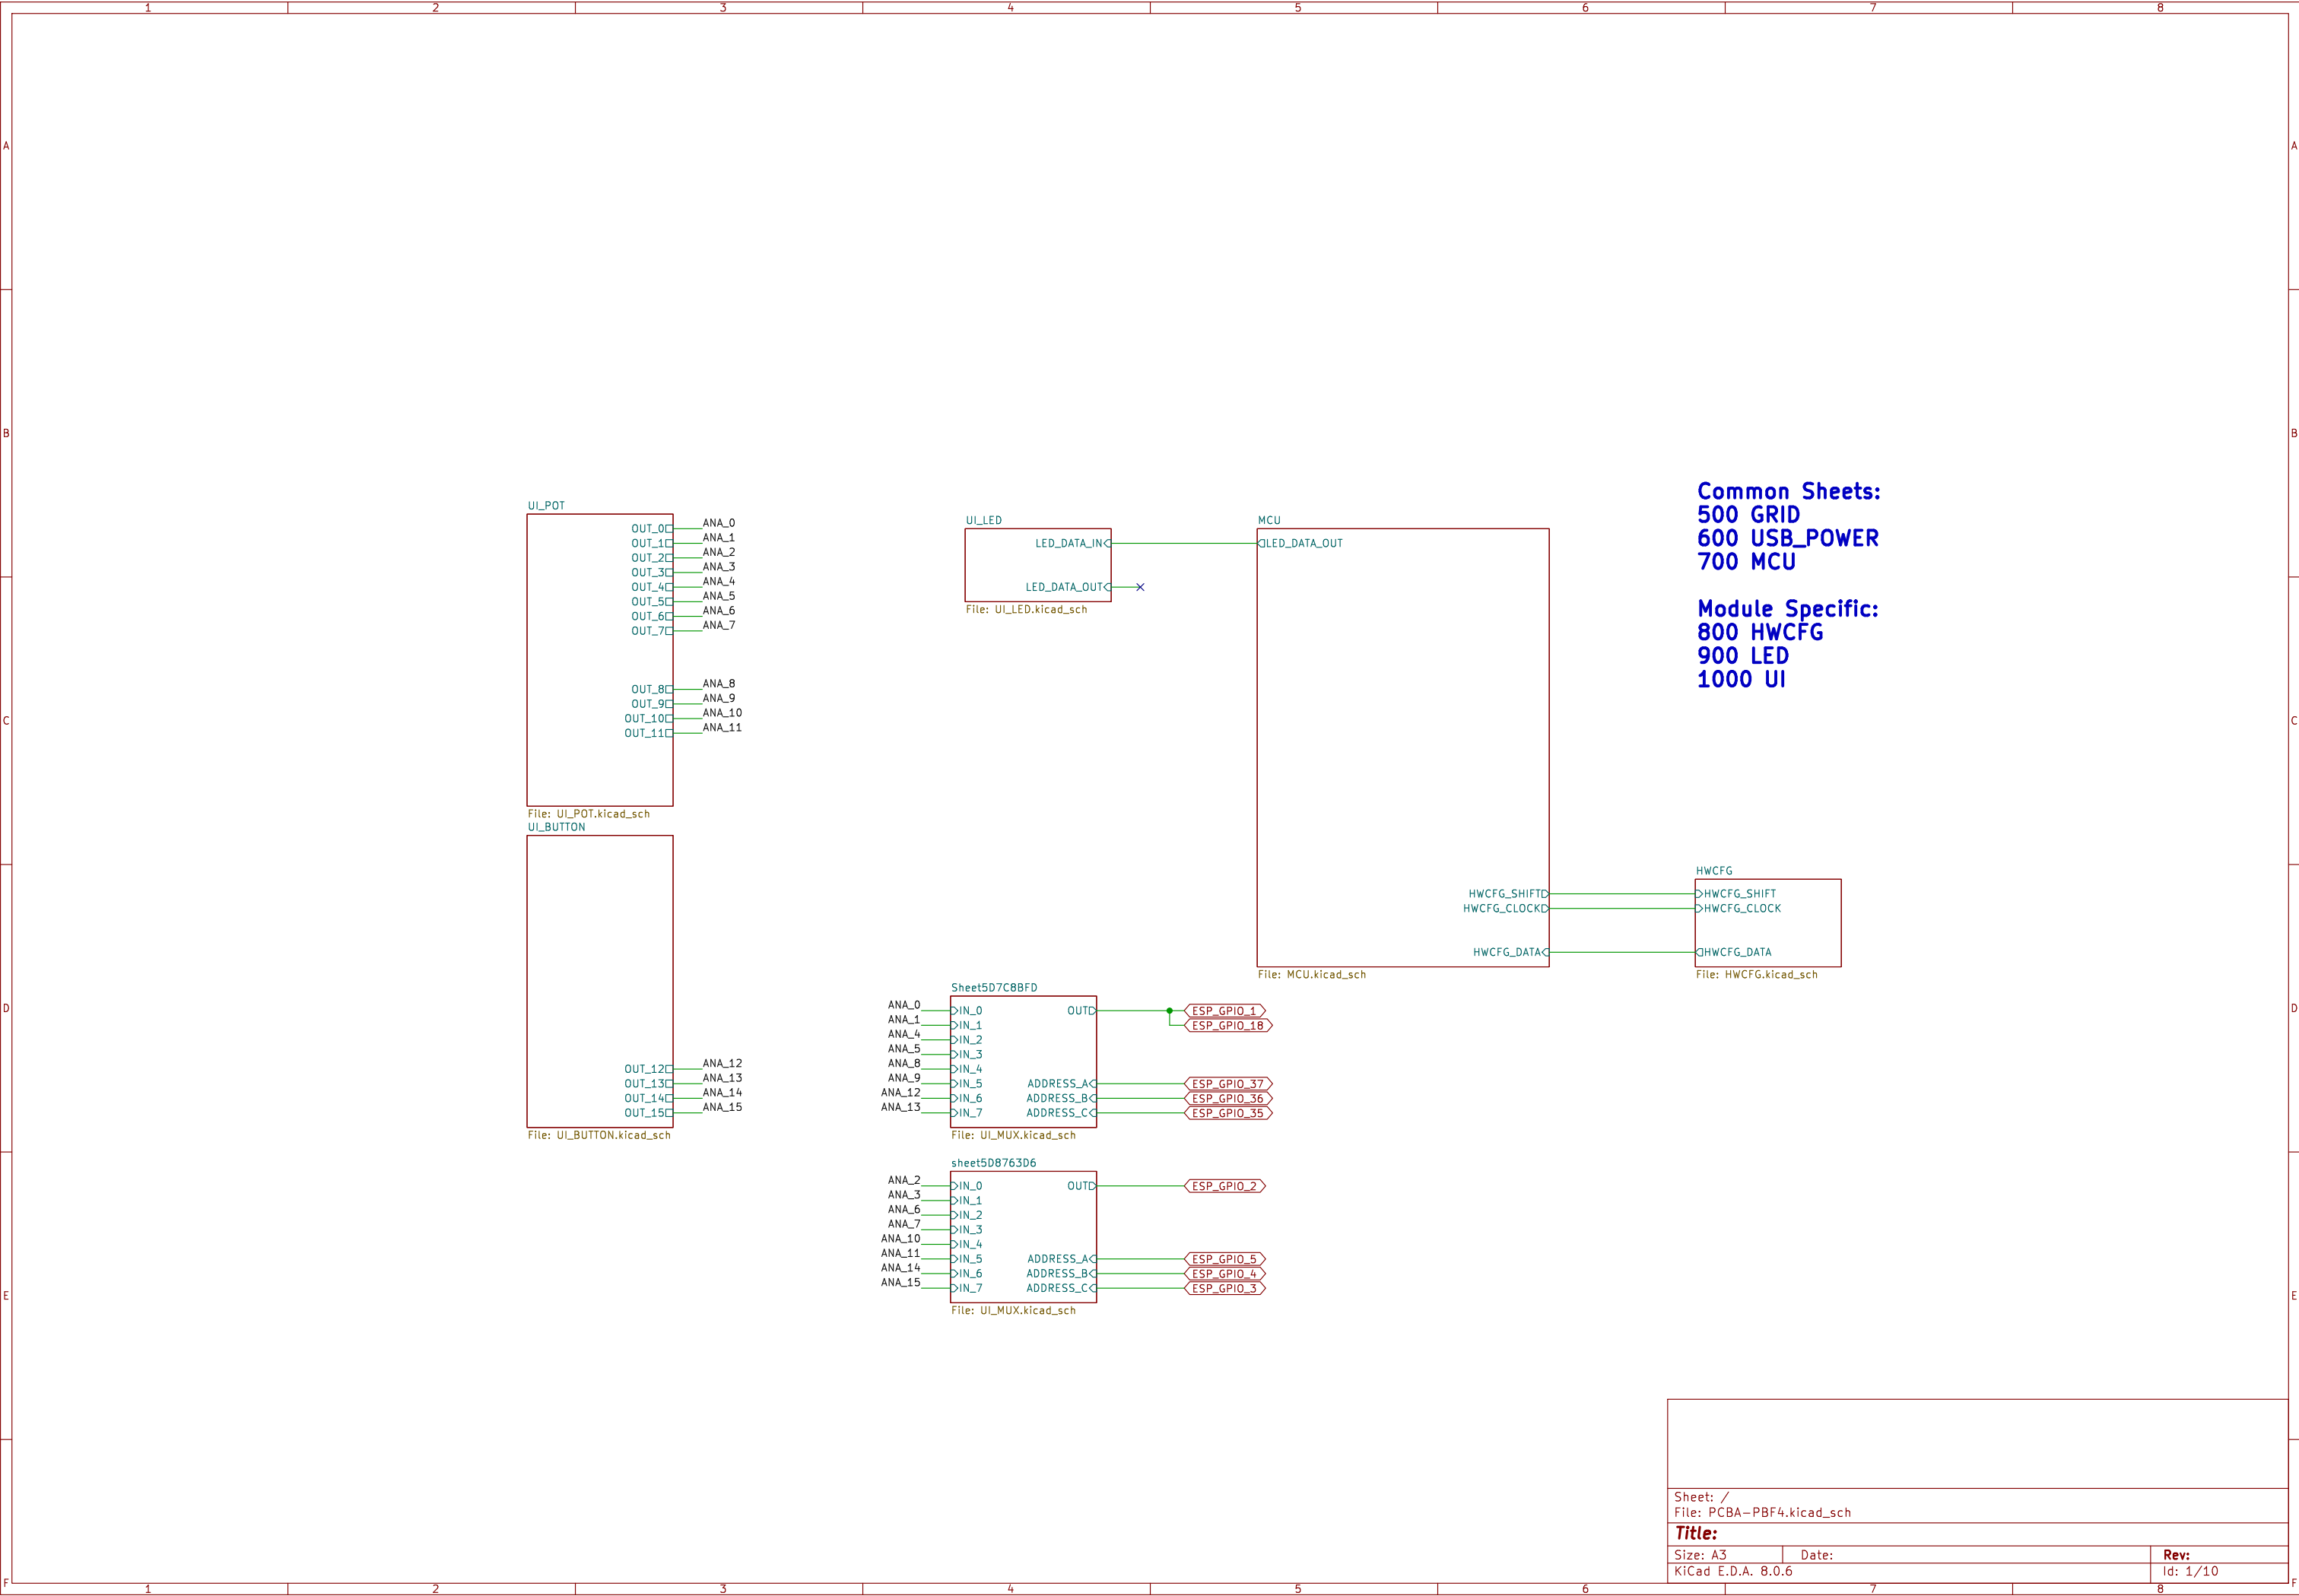 1 2 3 4 5 6 7 8
A A
B B
C C
D D
E E
F F
UI_POT
OUT_0 ANA_0
OUT_1 ANA_1
OUT_2 ANA_2
OUT_3 ANA_3
OUT_4 ANA_4
OUT_5 ANA_5
OUT_6 ANA_6
OUT_7 ANA_7
OUT_8 ANA_8
OUT_9 ANA_9
OUT_10 ANA_10
OUT_11 ANA_11
File: UI_POT.kicad_sch
UI_BUTTON
OUT_12 ANA_12
OUT_13 ANA_13
OUT_14 ANA_14
OUT_15 ANA_15
File: UI_BUTTON.kicad_sch
UI_LED
LED_DATA_IN
LED_DATA_OUT
File: UI_LED.kicad_sch
MCU
LED_DATA_OUT
HWCFG_SHIFT
HWCFG_CLOCK
HWCFG_DATA
File: MCU.kicad_sch
Common Sheets:
500 GRID
600 USB_POWER
700 MCU
Module Specific:
800 HWCFG
900 LED
1000 UI
HWCFG
HWCFG_SHIFT
HWCFG_CLOCK
HWCFG_DATA
File: HWCFG.kicad_sch
Sheet5D7C8BFD
ANA_0 IN_0 OUT ESP_GPIO_1
ANA_1 IN_1 ESP_GPIO_18
ANA_4 IN_2
ANA_5 IN_3
ANA_8 IN_4
ANA_9 IN_5 ADDRESS_A ESP_GPIO_37
ANA_12 IN_6 ADDRESS_B ESP_GPIO_36
ANA_13 IN_7 ADDRESS_C ESP_GPIO_35
File: UI_MUX.kicad_sch
sheet5D8763D6
ANA_2 IN_0 OUT ESP_GPIO_2
ANA_3 IN_1
ANA_6 IN_2
ANA_7 IN_3
ANA_10 IN_4
ANA_11 IN_5 ADDRESS_A ESP_GPIO_5
ANA_14 IN_6 ADDRESS_B ESP_GPIO_4
ANA_15 IN_7 ADDRESS_C ESP_GPIO_3
File: UI_MUX.kicad_sch
Sheet: /
File: PCBA-PBF4.kicad_sch
Title:
Size: A3 Date: Rev:
KiCad E.D.A. 8.0.6 Id: 1/10
1 2 3 4 5 6 7 8